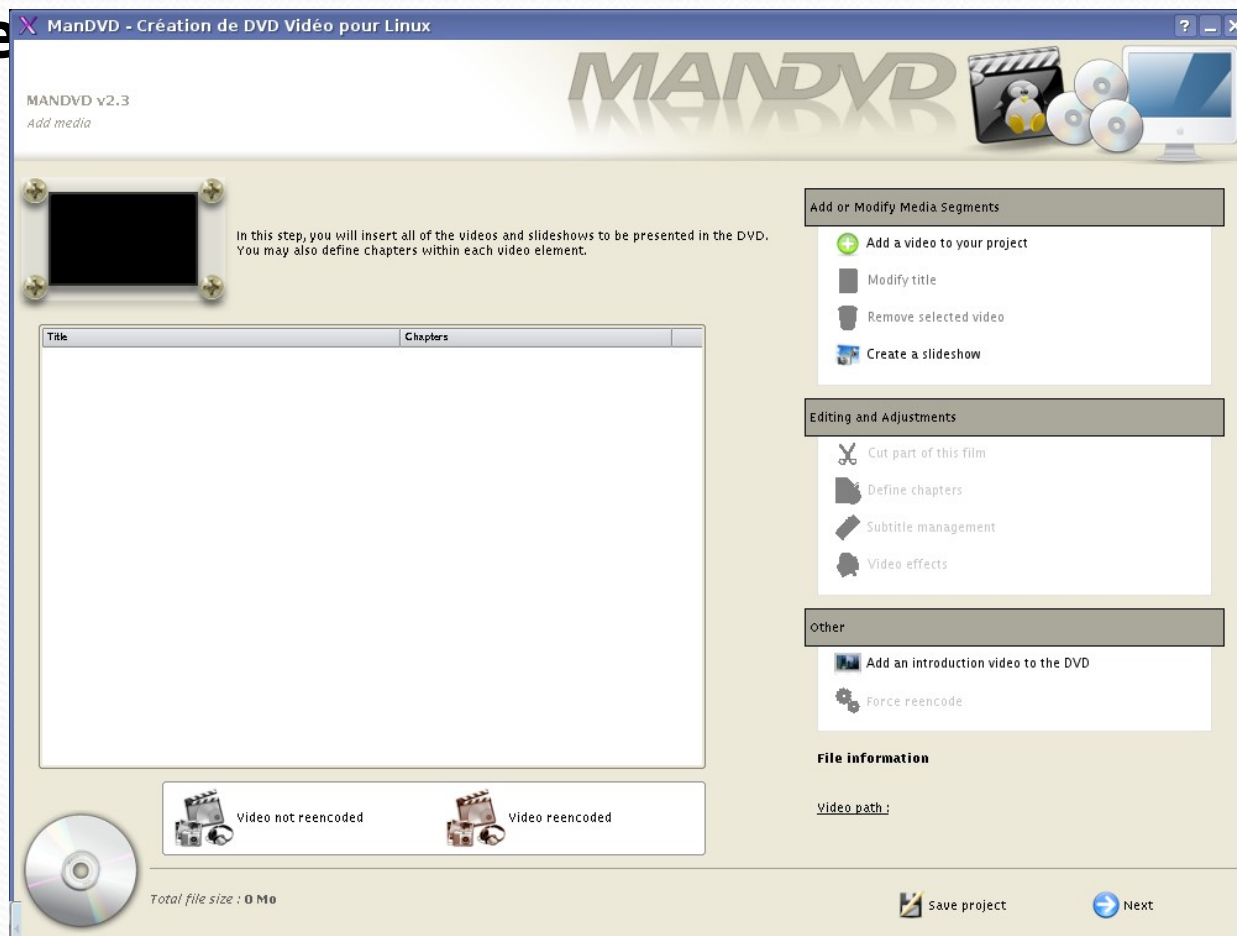 e
ManDVD - Création de DVD Vidéo pour Linux
MANDVD
MANDVD v2.3
Add media
In this step, you will insert all of the videos and slideshows to be presented in the DVD.
You may also define chapters within each video element.
Title Chapters
Video not reencoded Video reencoded
Total file size : 0 Mo
Add or Modify Media Segments
Add a video to your project
Modify title
Remove selected video
Create a slideshow
Editing and Adjustments
Cut part of this film
Define chapters
Subtitle management
Video effects
Other
Add an introduction video to the DVD
Force reencode
File information
Video path :
Save project Next